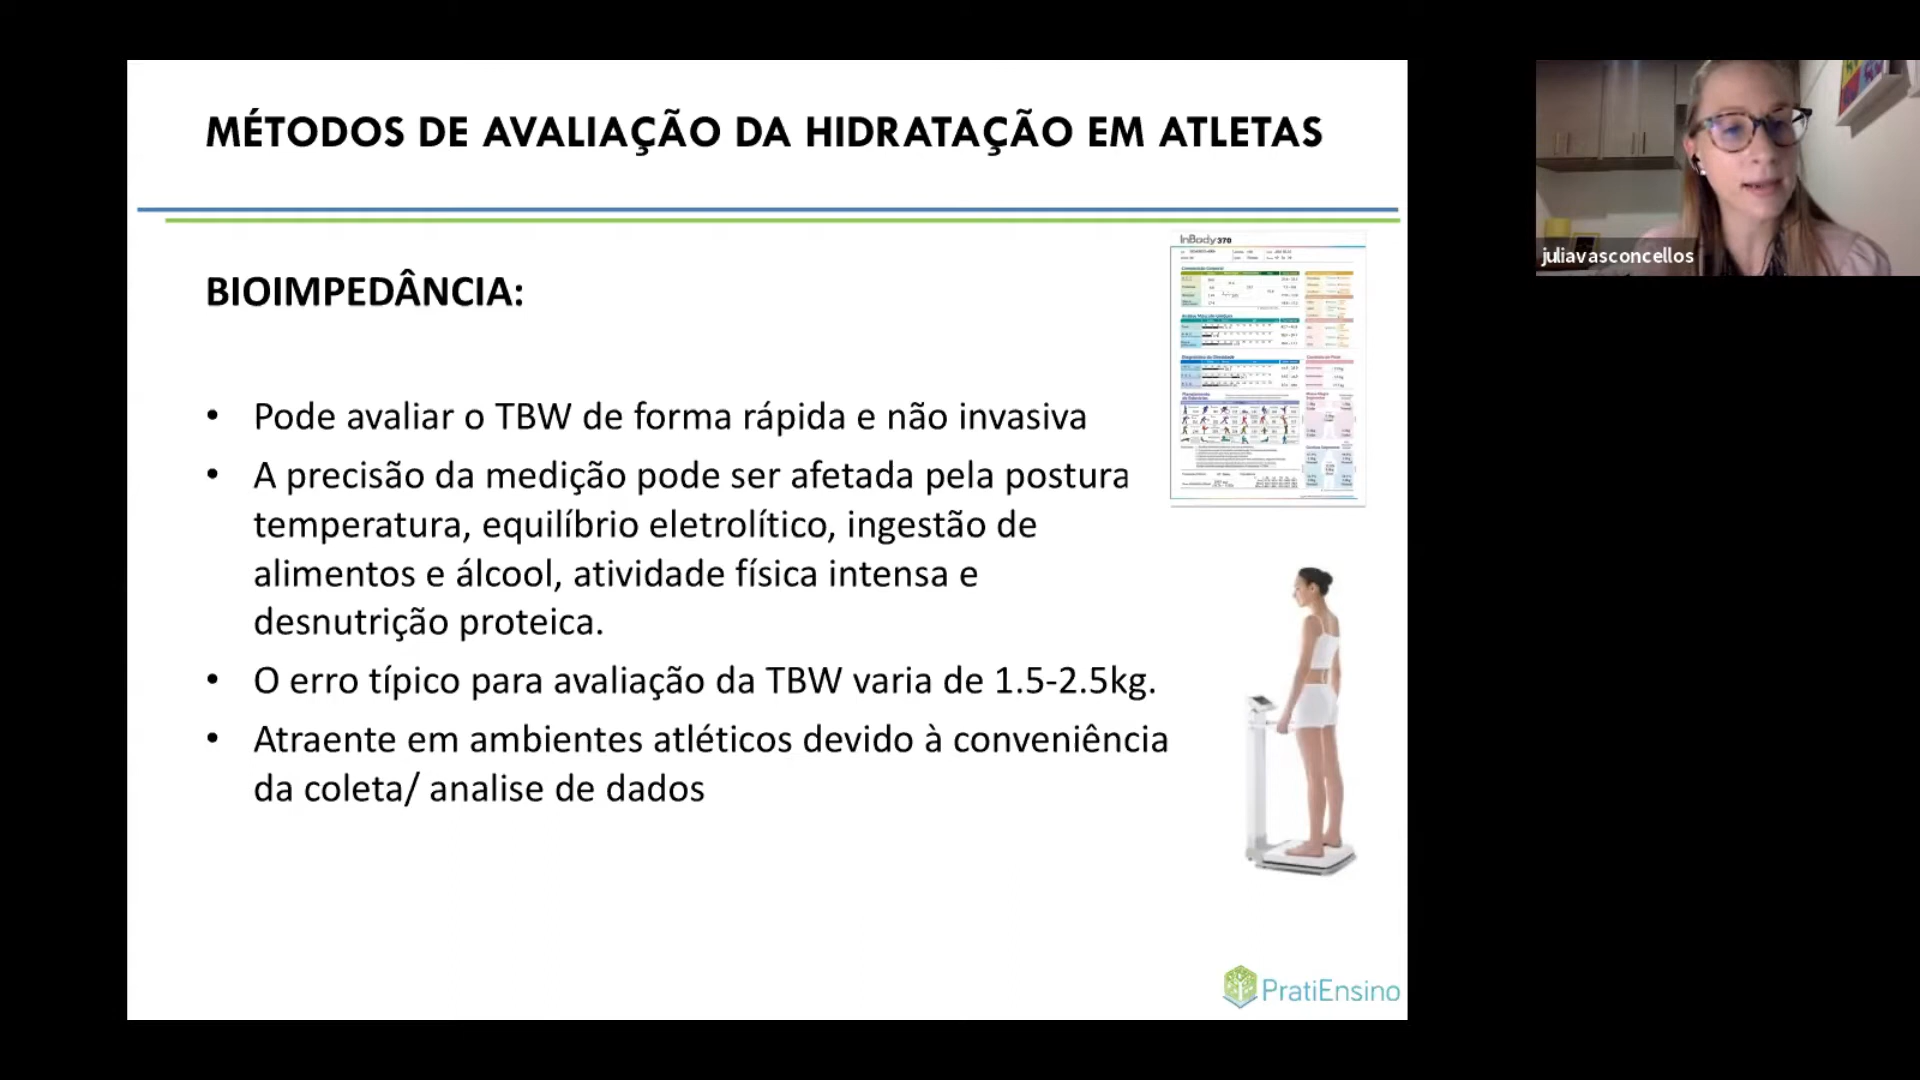 MÉTODOS DE AVALIAÇÃO DA HIDRATAÇÃO EM ATLETAS
BIOIMPEDÂNCIA:
InBody 370
• Pode avaliar o TBW de forma rápida e não invasiva
• A precisão da medição pode ser afetada pela postura
temperatura, equilíbrio eletrolítico, ingestão de
alimentos e álcool, atividade física intensa e
desnutrição proteica.
• O erro típico para avaliação da TBW varia de 1.5-2.5kg.
• Atraente em ambientes atléticos devido à conveniência
da coleta/ analise de dados
PratiEnsino
juliavasconcellos